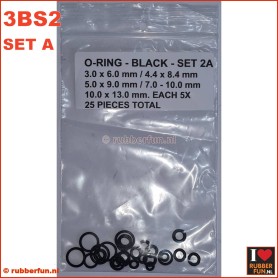 3BS2
SET A
© rubberfun.nl
O-RING - BLACK - SET 2A
3.0 x 6.0 mm / 4.4 x 8.4 mm
5.0 x 9.0 mm / 7.0 - 10.0 mm
10.0 x 13.0 mm. EACH 5X
25 PIECES TOTAL
© rubberfun.nl
© rubberfun.nl
I
RUBBER
FUN